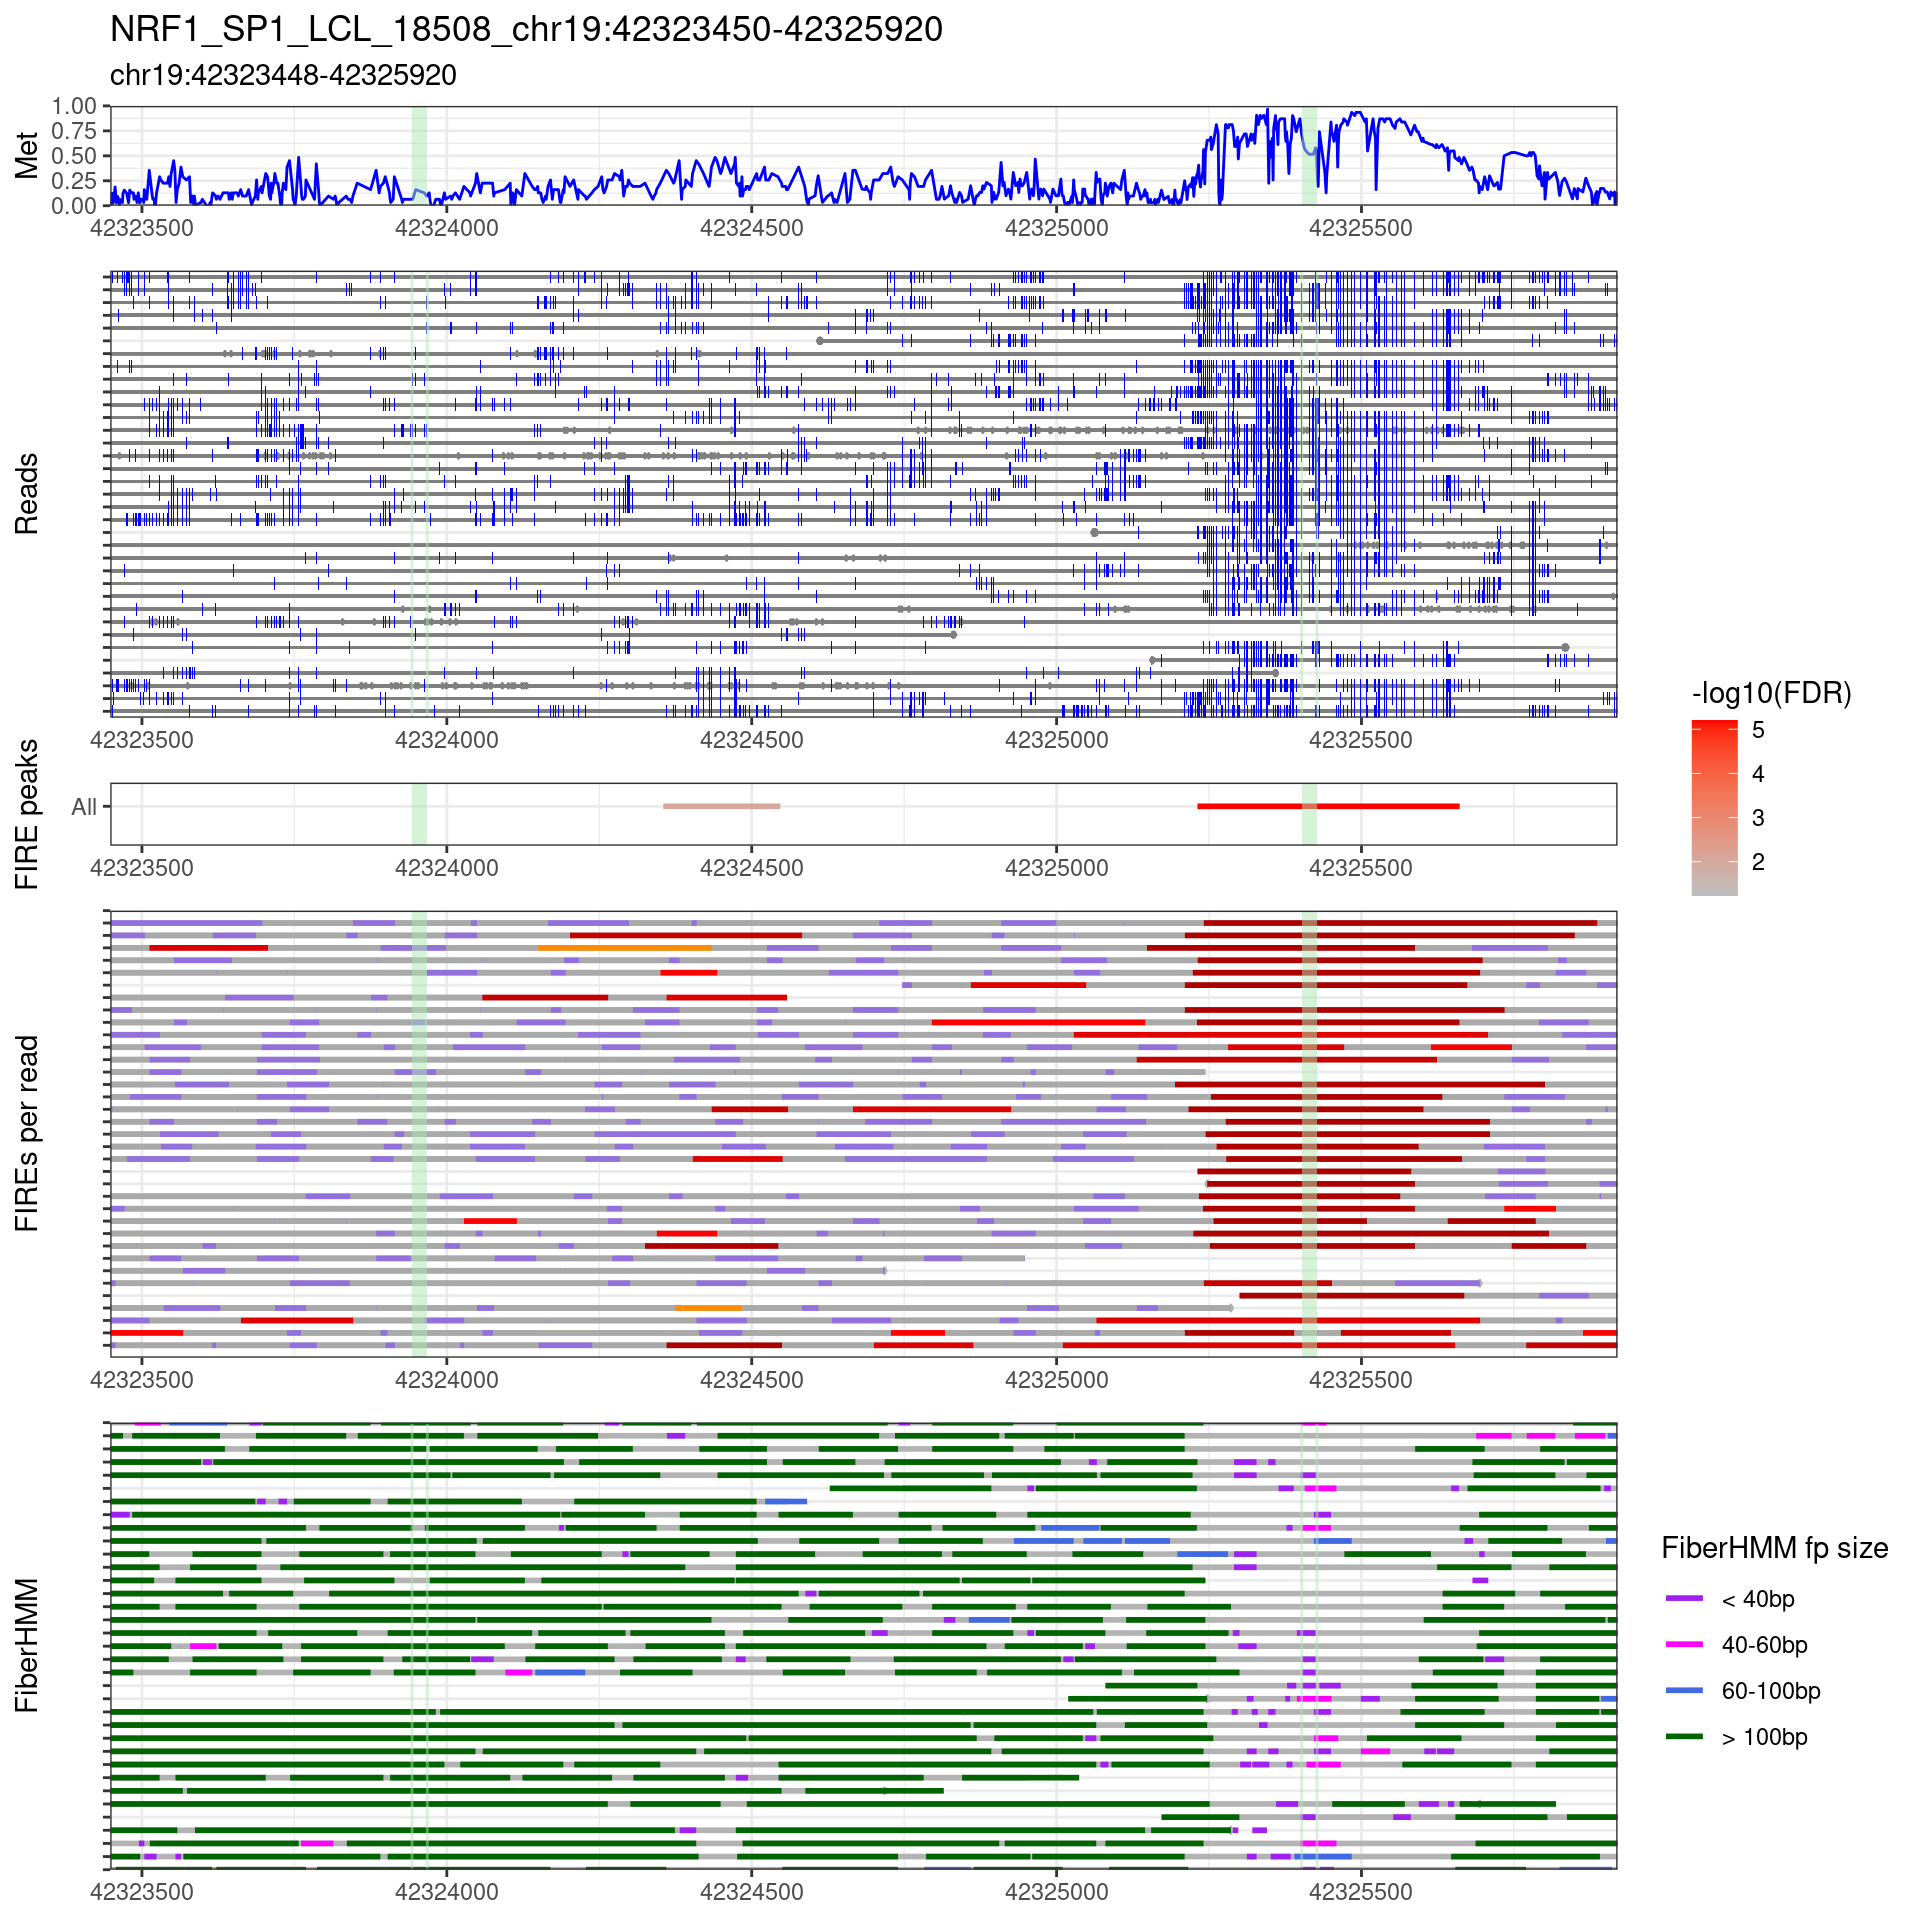 NRF1_SP1_LCL_18508_chr19:42323450-42325920
chr19:42323448-42325920
Met
1.00
0.75
0.50
0.25
0.00
42323500 42324000 42324500 42325000 42325500
Reads
42323500 42324000 42324500 42325000 42325500
FIRE peaks
All
42323500 42324000 42324500 42325000 42325500
-log10(FDR)
5
4
3
2
FIREs per read
42323500 42324000 42324500 42325000 42325500
FiberHMM
42323500 42324000 42324500 42325000 42325500
FiberHMM fp size
< 40bp
40-60bp
60-100bp
> 100bp